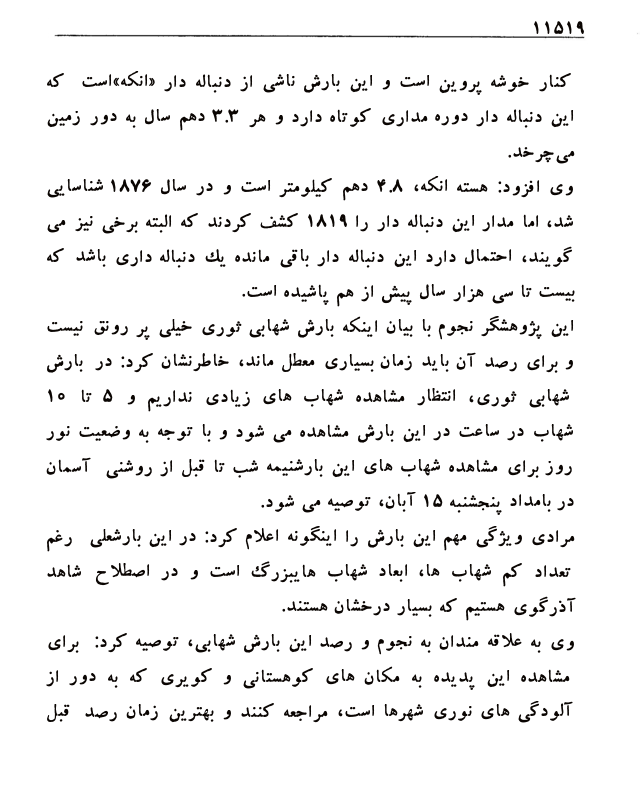 ۱۱۵۱۹
کنار خوشه پروین است و این بارش ناشی از دنباله دار «انکه»است که
این دنباله دار دوره مداری کوتاه دارد و هر ۳.۳ دهم سال به دور زمین
می‌چرخد.
وی افزود: هسته انکه، ۴.۸ دهم کیلومتر است و در سال ۱۸۷۶ شناسایی
شد، اما مدار این دنباله دار را ۱۸۱۹ کشف کردند که البته برخی نیز می
گویند، احتمال دارد این دنباله دار باقی مانده یك دنباله داری باشد که
بیست تا سی هزار سال پیش از هم پاشیده است.
این پژوهشگر نجوم با بیان اینکه بارش شهابی ثوری خیلی پر رونق نیست
و برای رصد آن باید زمان بسیاری معطل ماند، خاطرنشان کرد: در بارش
شهابی ثوری، انتظار مشاهده شهاب های زیادی نداریم و ۵ تا ۱۰
شهاب در ساعت در این بارش مشاهده می شود و با توجه به وضعیت نور
روز برای مشاهده شهاب های این بارشنیمه شب تا قبل از روشنی آسمان
در بامداد پنجشنبه ۱۵ آبان، توصیه می شود.
مرادی ویژگی مهم این بارش را اینگونه اعلام کرد: در این بارشعلی رغم
تعداد کم شهاب ها، ابعاد شهاب هایبزرگ است و در اصطلاح شاهد
آذرگوی هستیم که بسیار درخشان هستند.
وی به علاقه مندان به نجوم و رصد این بارش شهابی، توصیه کرد: برای
مشاهده این پدیده به مکان های کوهستانی و کویری که به دور از
آلودگی های نوری شهرها است، مراجعه کنند و بهترین زمان رصد قبل